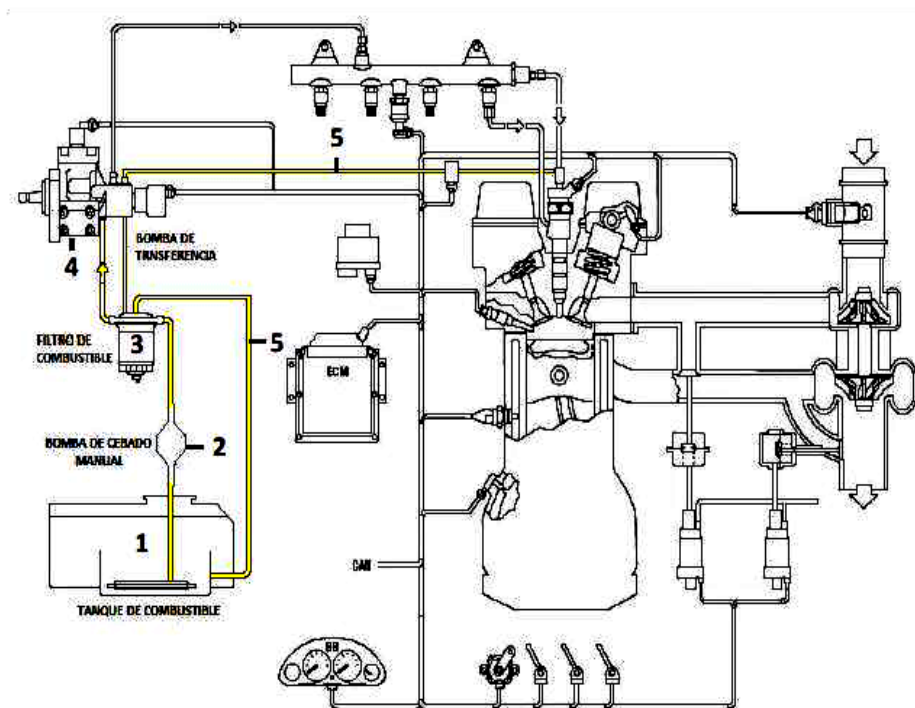 5
BOMBA DE
TRANSFERENCIA
4
FILTRO DE
COMBUSTIBLE
3
5
ECM
BOMBA DE CEBADO
MANUAL
2
1
CAN
TANQUE DE COMBUSTIBLE